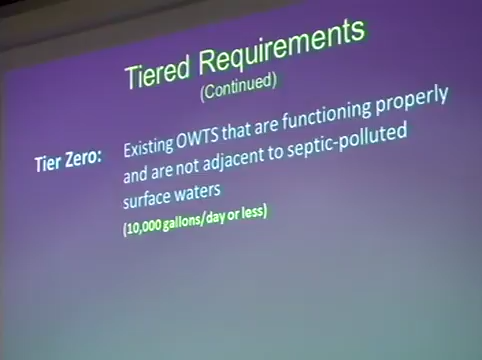 Tiered Requirements
(Continued)
Tier Zero: Existing OWTS that are functioning properly
and are not adjacent to septic-polluted
surface waters
(10,000 gallons/day or less)